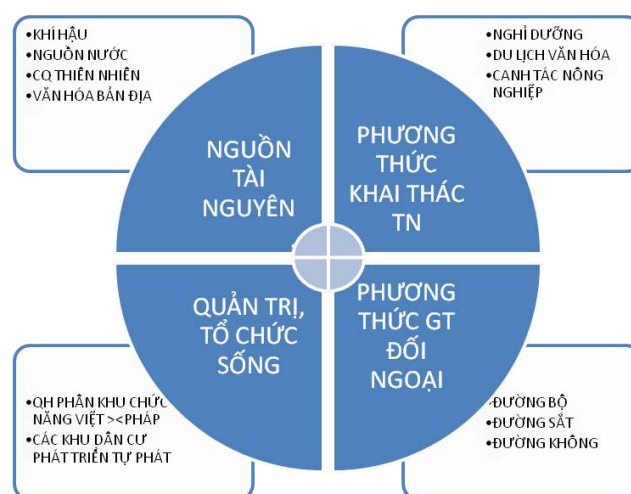 •KHÍ HẬU
•NGUỒN NƯỚC
•CQ THIÊN NHIÊN
•VĂN HÓA BẢN ĐỊA
•NGHỈ DƯỠNG
•DU LỊCH VĂN HÓA
•CANH TÁC NÔNG
NGHIỆP
NGUỒN
TÀI
NGUYÊN
PHƯƠNG
THỨC
KHAI THÁC
TN
QUẢN TRỊ,
TỔ CHỨC
SỐNG
PHƯƠNG
THỨC GT
ĐỐI
NGOẠI
•QH PHÂN KHU CHỨC
NĂNG VIỆT ><PHÁP
•CÁC KHU DÂN CƯ
PHÁT TRIỂN TỰ PHÁT
ĐƯỜNG BỘ
•ĐƯỜNG SẮT
•ĐƯỜNG KHÔNG